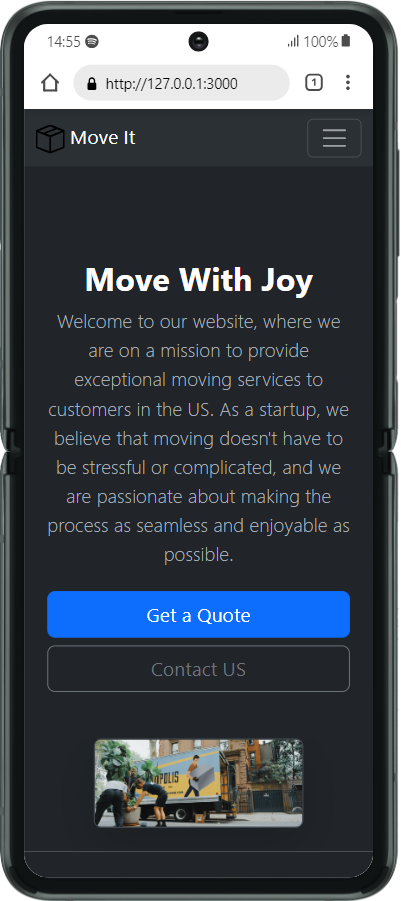 14:55 100%
http://127.0.0.1:3000 1
Move It
Move With Joy
Welcome to our website, where we
are on a mission to provide
exceptional moving services to
customers in the US. As a startup, we
believe that moving doesn't have to
be stressful or complicated, and we
are passionate about making the
process as seamless and enjoyable as
possible.
Get a Quote
Contact US